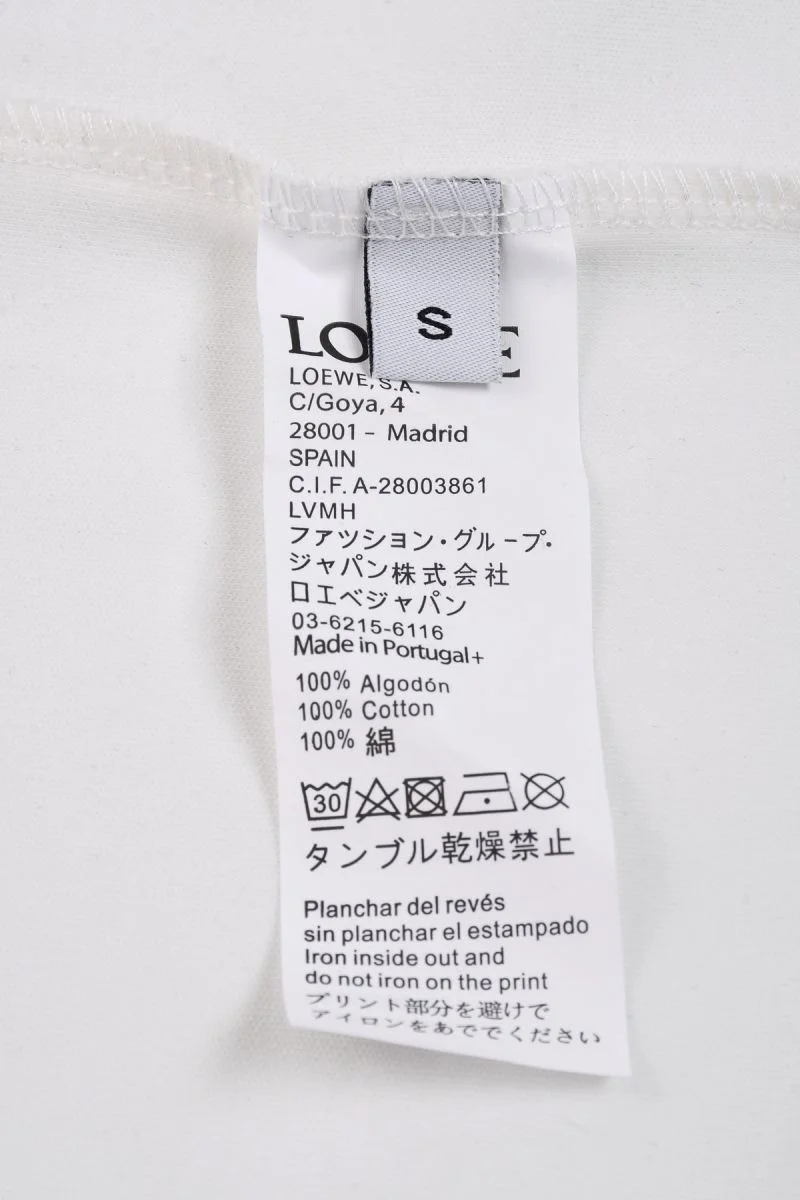 S
LO E
LOEWE, S.A.
C/Goya, 4
28001 - Madrid
SPAIN
C.I.F. A-28003861
LVMH
ファツション・グループ・
ジャパン株式会社
ロエベジャパン
03-6215-6116
Made in Portugal+
100% Algodón
100% Cotton
100% 綿
30
タンブル乾燥禁止
Planchar del revés
sin planchar el estampado
Iron inside out and
do not iron on the print
プリント部分を避けで
アイロンをあででください